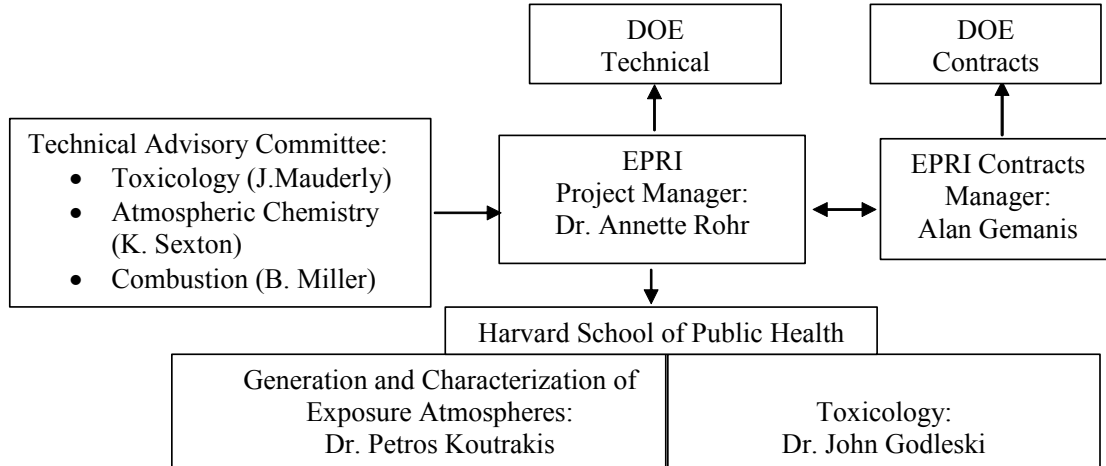 DOE
Technical
DOE
Contracts
Technical Advisory Committee:
• Toxicology (J.Mauderly)
• Atmospheric Chemistry
(K. Sexton)
• Combustion (B. Miller)
EPRI
Project Manager:
Dr. Annette Rohr
EPRI Contracts
Manager:
Alan Gemanis
Harvard School of Public Health
Generation and Characterization of
Exposure Atmospheres:
Dr. Petros Koutrakis
Toxicology:
Dr. John Godleski